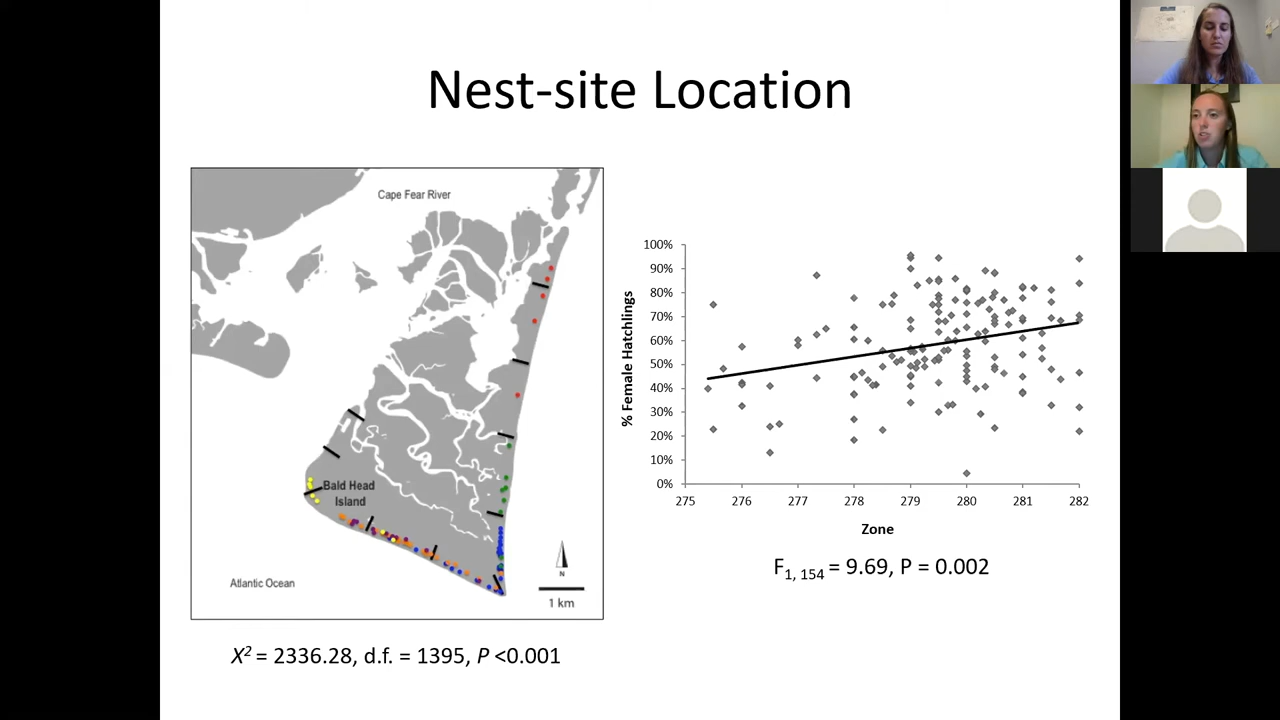 Nest-site Location
Cape Fear River
Bald Head
Island
Atlantic Ocean
N
1 km
X² = 2336.28, d.f. = 1395, P <0.001
% Female Hatchlings
100%
90%
80%
70%
60%
50%
40%
30%
20%
10%
0%
275 276 277 278 279 280 281 282
Zone
F1, 154 = 9.69, P = 0.002